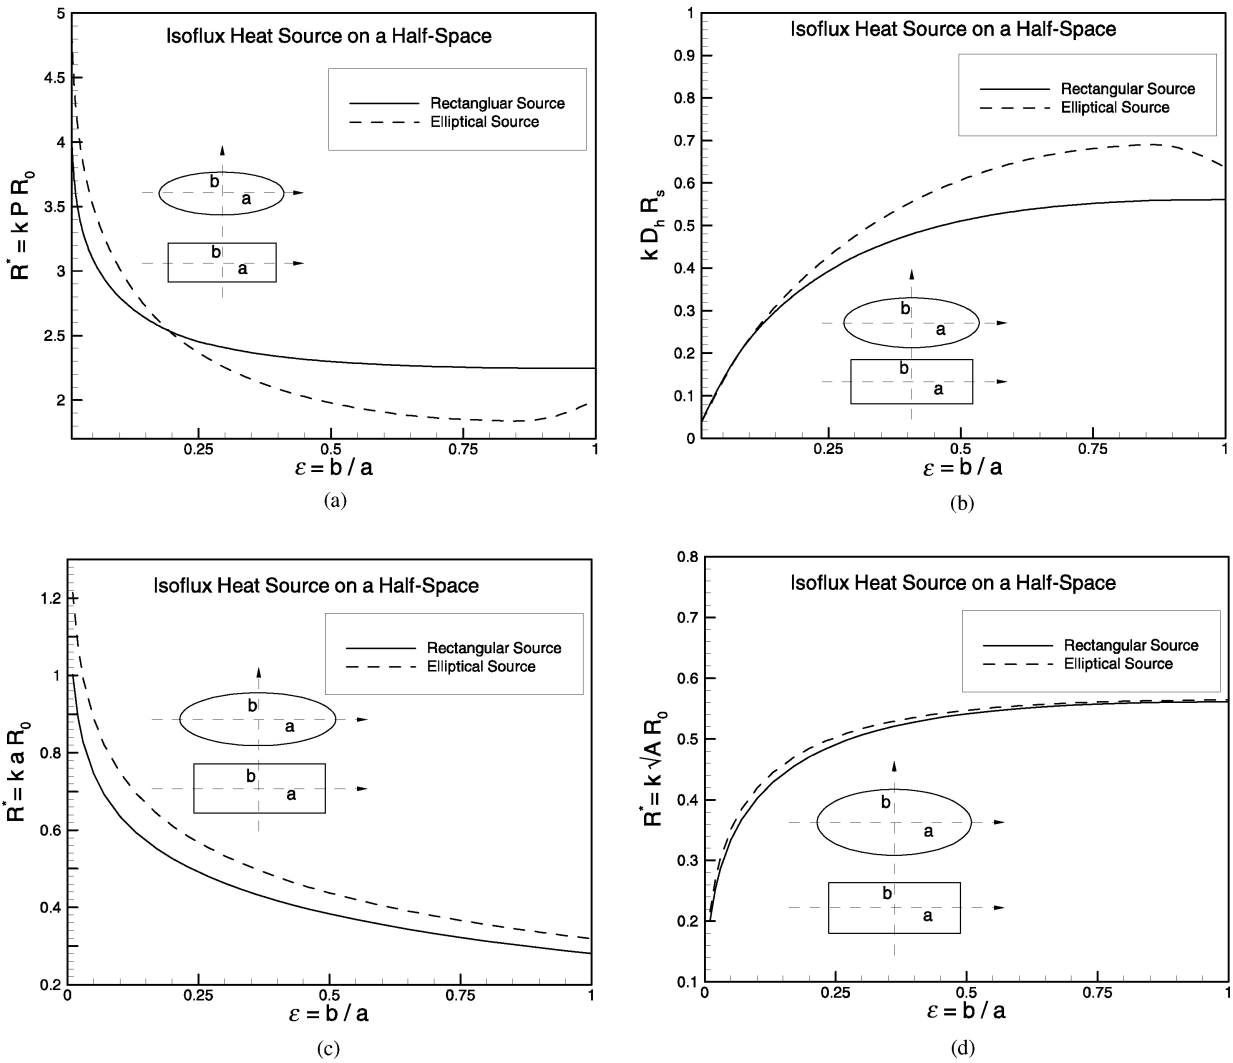 Isoflux Heat Source on a Half-Space
Rectangluar Source
Elliptical Source
R* = k P R0
5
4.5
4
3.5
3
2.5
2
b
a
b
a
0.25
0.5
0.75
1
ε = b / a
(a)
Isoflux Heat Source on a Half-Space
Rectangular Source
Elliptical Source
k Dh Rs
1
0.9
0.8
0.7
0.6
0.5
0.4
0.3
0.2
0.1
0
b
a
b
a
0.25
0.5
0.75
1
ε = b / a
(b)
Isoflux Heat Source on a Half-Space
Rectangular Source
Elliptical Source
R* = k a R0
1.2
1
0.8
0.6
0.4
0.2
b
a
b
a
0
0.25
0.5
0.75
1
ε = b / a
(c)
Isoflux Heat Source on a Half-Space
Rectangular Source
Elliptical Source
R* = k √A R0
0.8
0.7
0.6
0.5
0.4
0.3
0.2
0.1
b
a
b
a
0
0.25
0.5
0.75
1
ε = b / a
(d)